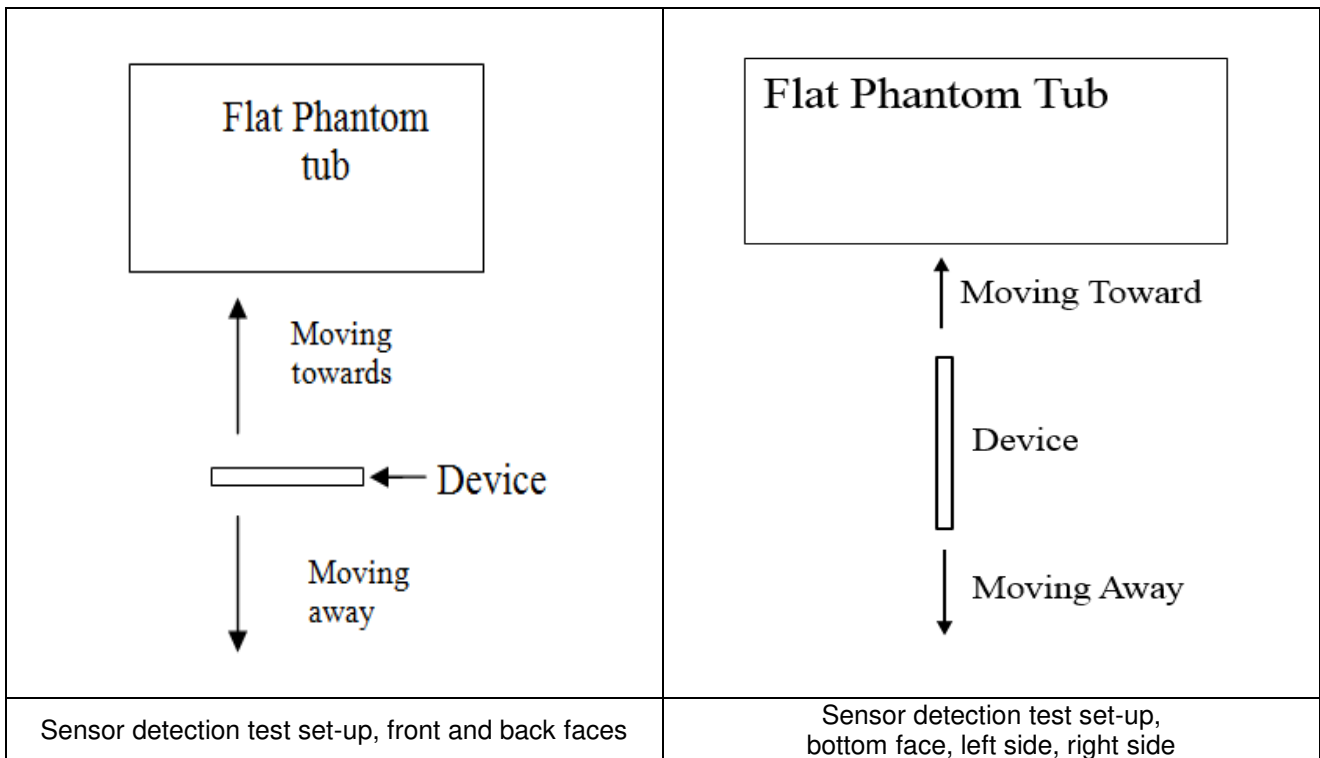 Flat Phantom
tub
Moving
towards
Device
Moving
away
Sensor detection test set-up, front and back faces
Flat Phantom Tub
Moving Toward
Device
Moving Away
Sensor detection test set-up,
bottom face, left side, right side